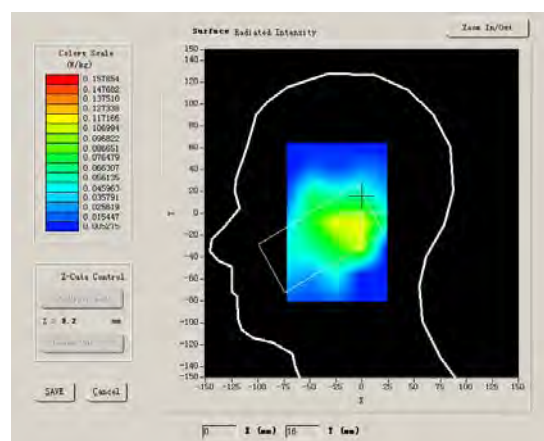 Surface Radiated Intensity
Zoom In/Out
Colors Scale
(W/kg)
0.157854
0.147682
0.137510
0.127338
0.117166
0.106994
0.096822
0.086651
0.076479
0.066307
0.056135
0.045963
0.035791
0.025619
0.015447
0.005275
150
140
120
100
80
60
40
20
0
-20
-40
-60
-80
-100
-120
-140
-150
Y
-150 -125 -100 -75 -50 -25 0 25 50 75 100 125 150
X
Z-Cuts Control
Z = 8.2 mm
SAVE
Cancel
0 X (mm) 16 Y (mm)